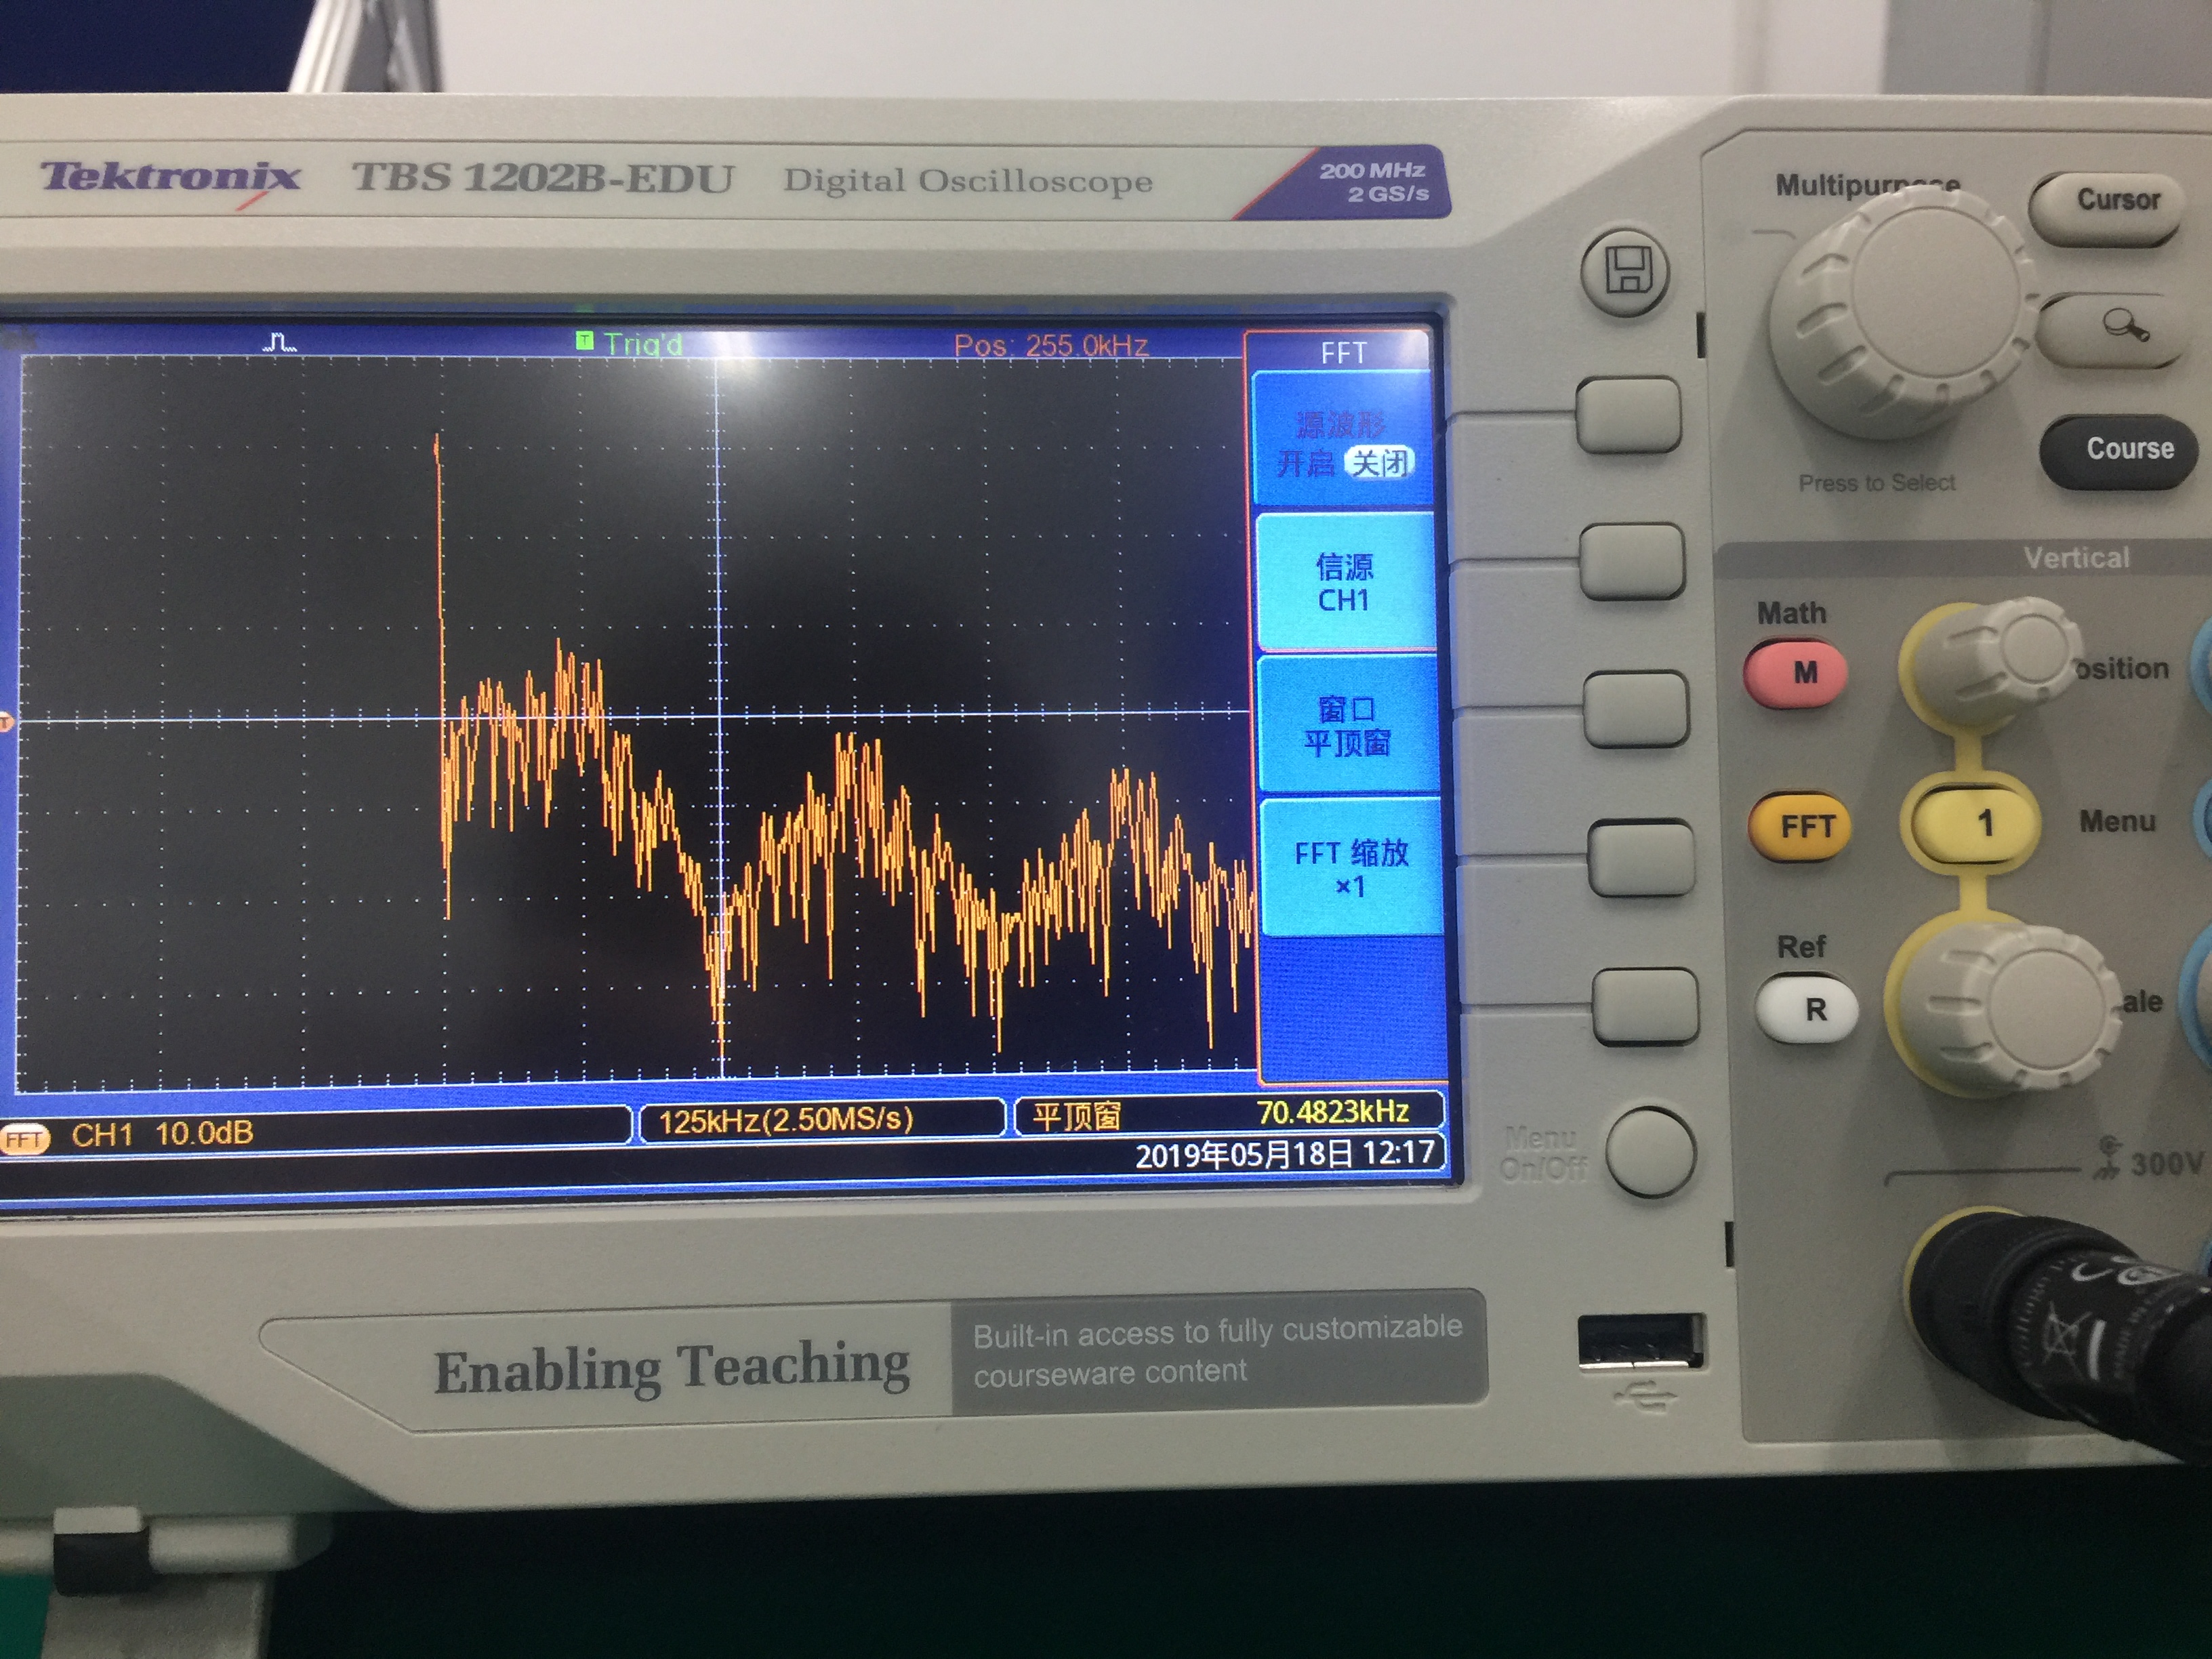 Tektronix TBS 1202B-EDU Digital Oscilloscope
200 MHz
2 GS/s
Multipurpose
Cursor
Course
Press to Select
T Trig'd
Pos: 255.0kHz
FFT
源波形
开启 关闭
信源
CH1
窗口
平顶窗
FFT 缩放
×1
T
FFT CH1 10.0dB
125kHz(2.50MS/s)
平顶窗 70.4823kHz
2019年05月18日 12:17
Menu
On/Off
Vertical
Math
M
osition
FFT
1
Menu
Ref
R
ale
300V
Enabling Teaching
Built-in access to fully customizable
courseware content